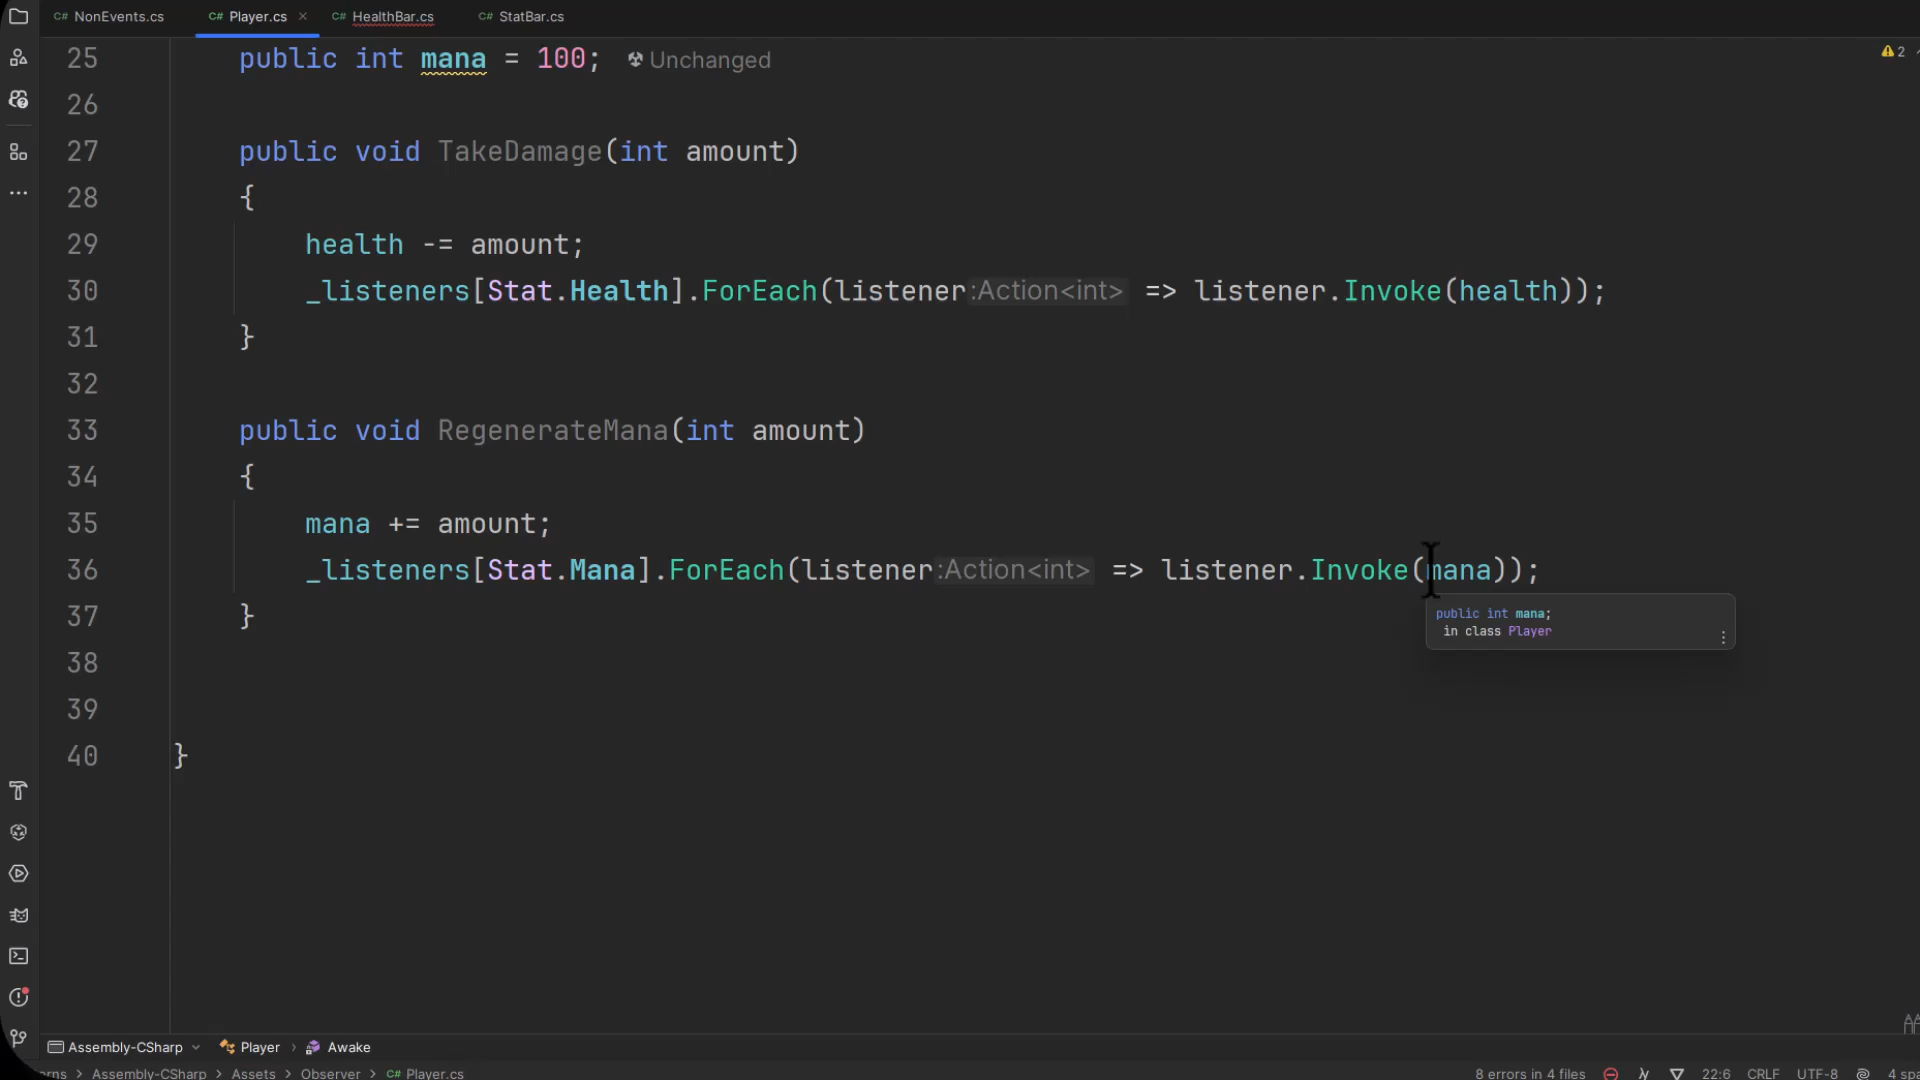 NonEvents.cs Player.cs HealthBar.cs StatBar.cs
25 public int mana = 100; Unchanged 2
26
27 public void TakeDamage(int amount)
28 {
29 health -= amount;
30 _listeners[Stat.Health].ForEach(listener:Action<int> => listener.Invoke(health));
31 }
32
33 public void RegenerateMana(int amount)
34 {
35 mana += amount;
36 _listeners[Stat.Mana].ForEach(listener:Action<int> => listener.Invoke(mana));
37 }
public int mana;
in class Player
38
39
40 }
Assembly-CSharp Player Awake
rns Assembly-CSharp Assets Observer C# Player.cs 8 errors in 4 files 22:6 CRLF UTF-8 4 spa